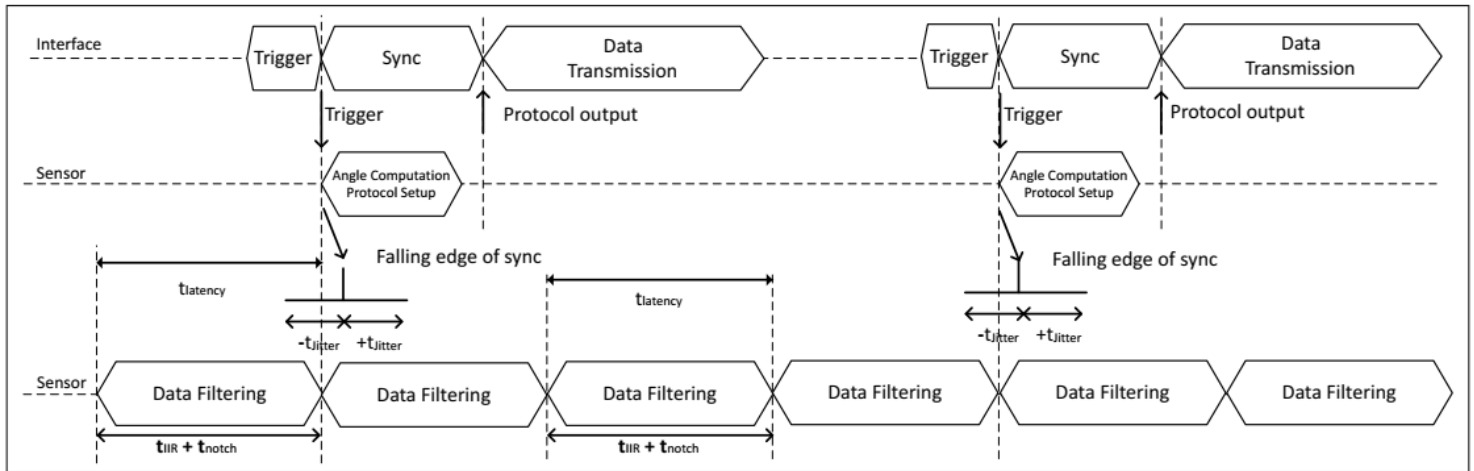 Interface
Trigger
Sync
Data
Transmission
Trigger
Sync
Data
Transmission
Trigger
Protocol output
Trigger
Protocol output
Sensor
Angle Computation
Protocol Setup
Angle Computation
Protocol Setup
Falling edge of sync
Falling edge of sync
tlatency
tlatency
-tJitter
+tJitter
-tJitter
+tJitter
Sensor
Data Filtering
Data Filtering
Data Filtering
Data Filtering
Data Filtering
Data Filtering
tIIR + tnotch
tIIR + tnotch